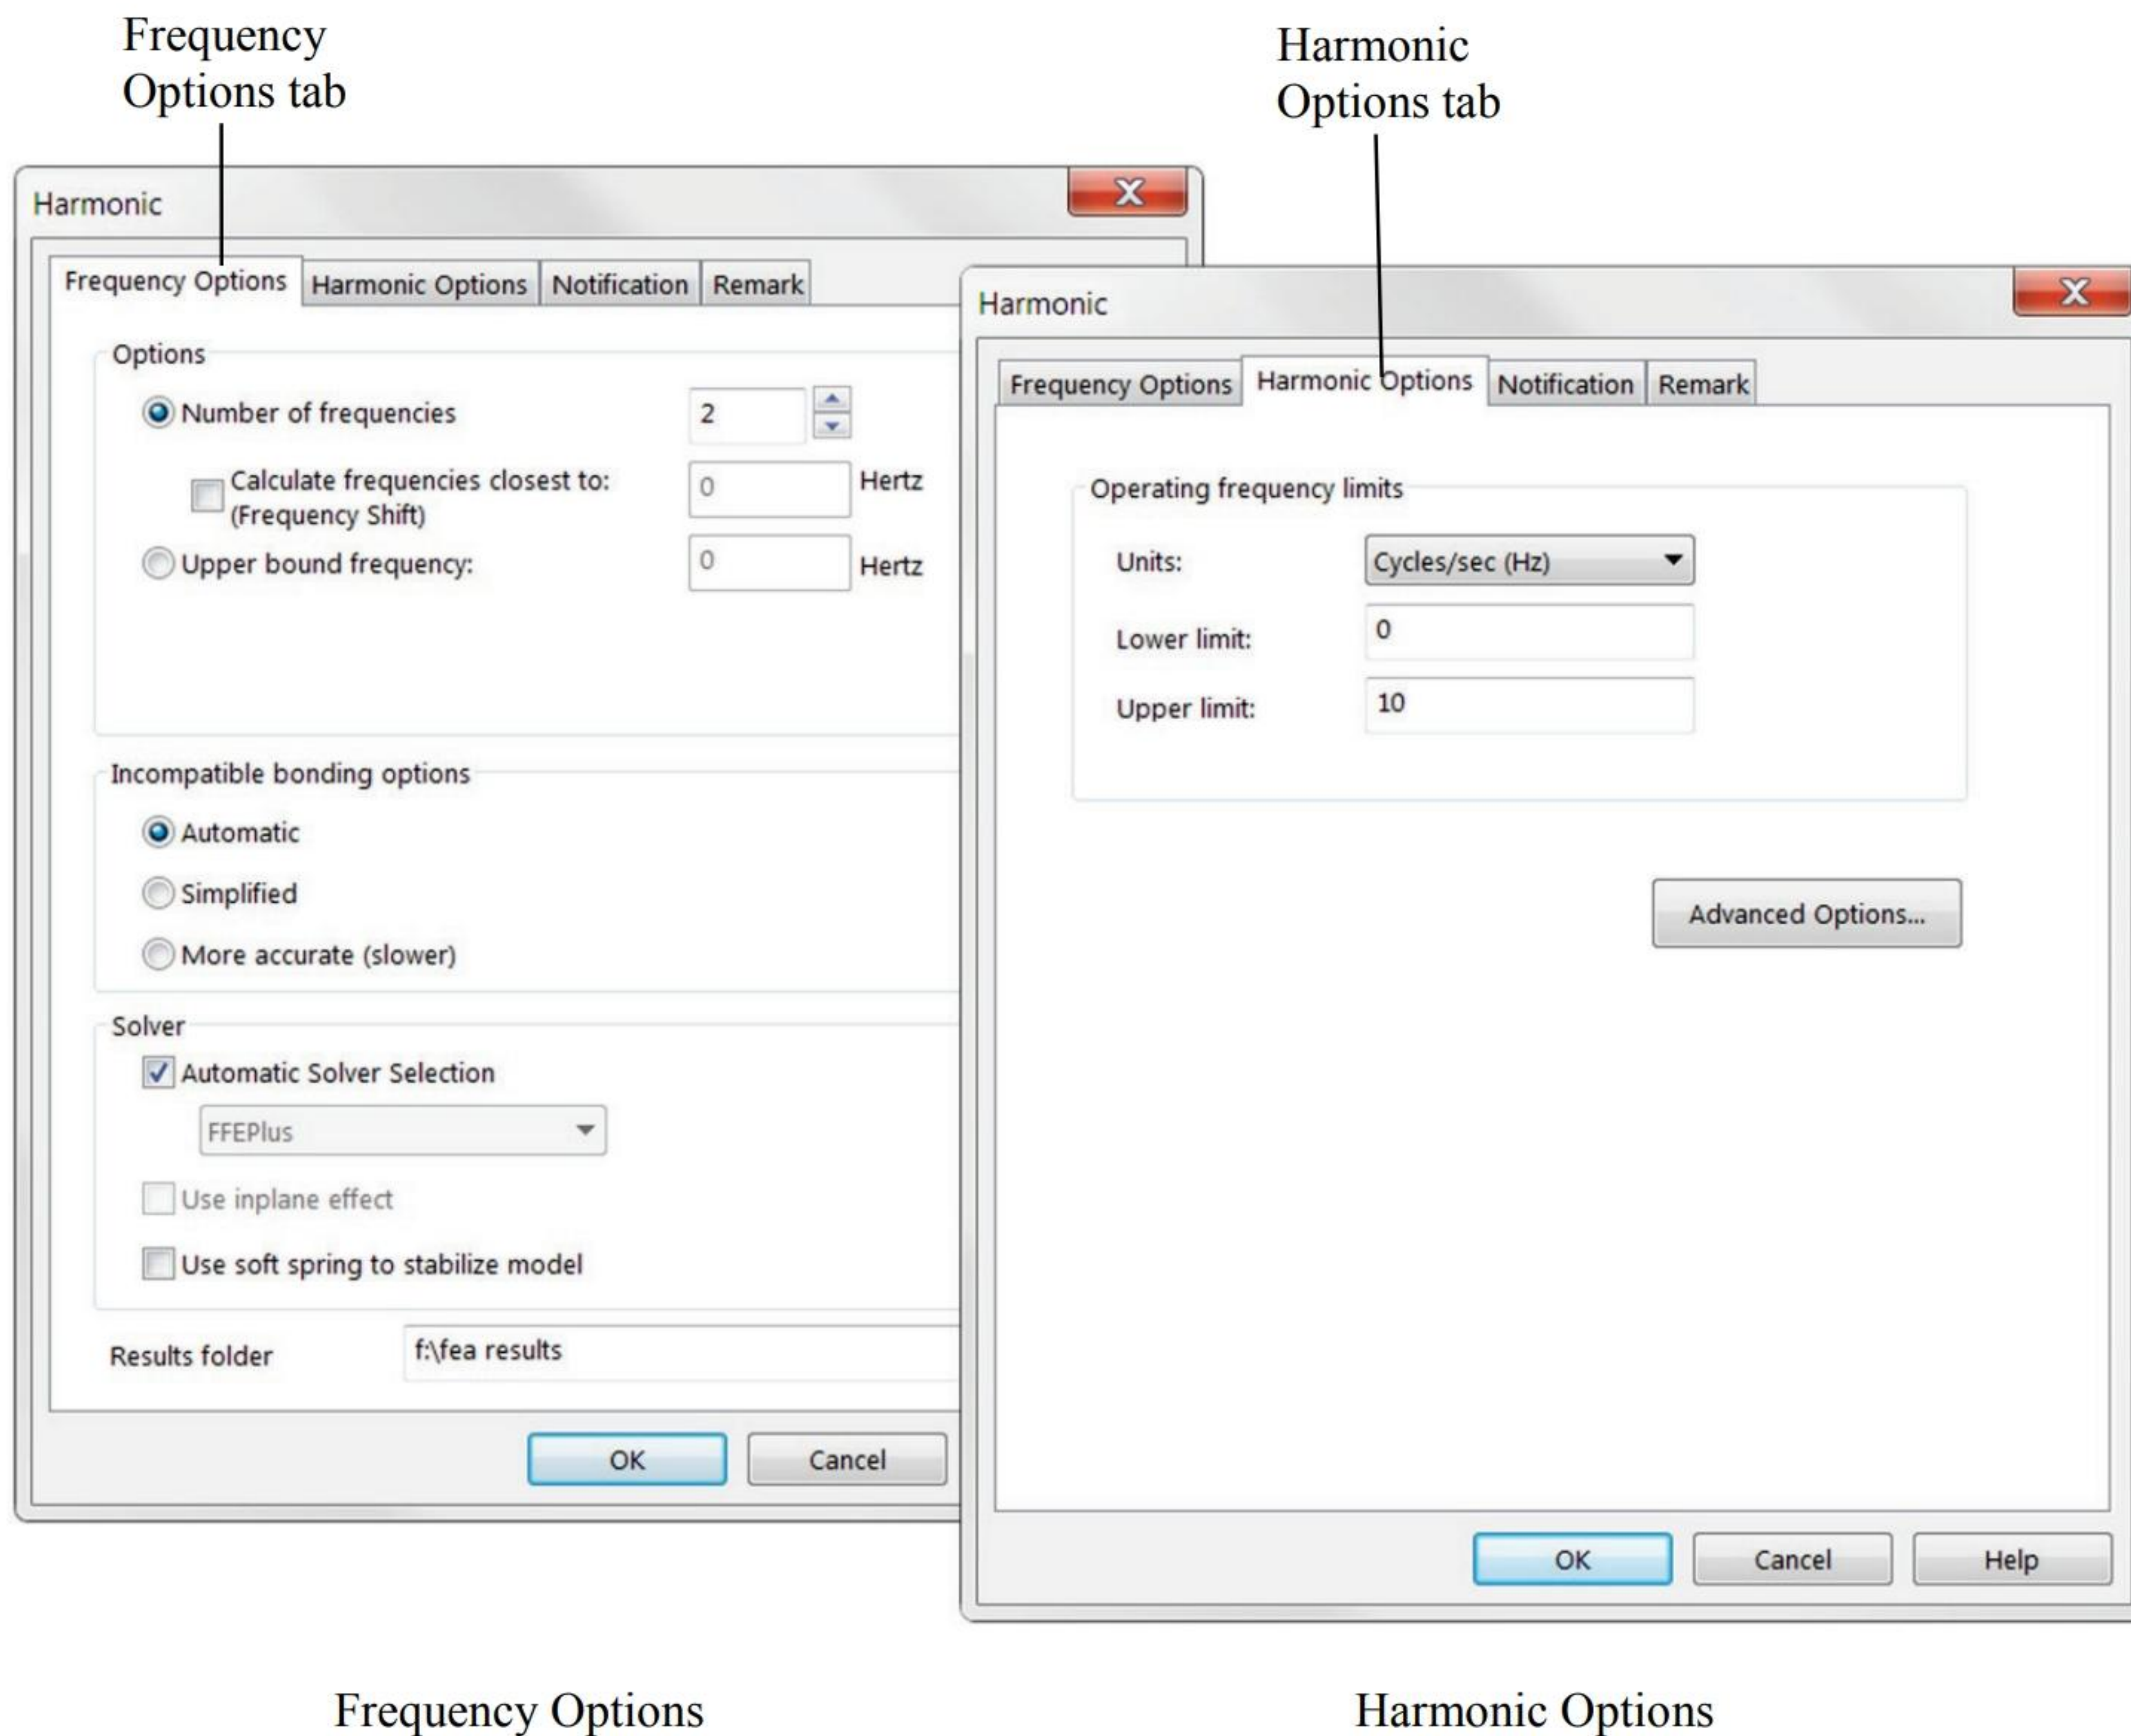 Frequency
Options tab
Harmonic
Options tab
Harmonic
Frequency Options Harmonic Options Notification Remark
Options
Number of frequencies 2
Calculate frequencies closest to: 0 Hertz
(Frequency Shift)
Upper bound frequency: 0 Hertz
Incompatible bonding options
Automatic
Simplified
More accurate (slower)
Solver
Automatic Solver Selection
FFEPlus
Use inplane effect
Use soft spring to stabilize model
Results folder f:\fea results
OK Cancel
Harmonic
Frequency Options Harmonic Options Notification Remark
Operating frequency limits
Units: Cycles/sec (Hz)
Lower limit: 0
Upper limit: 10
Advanced Options...
OK Cancel Help
Frequency Options
Harmonic Options